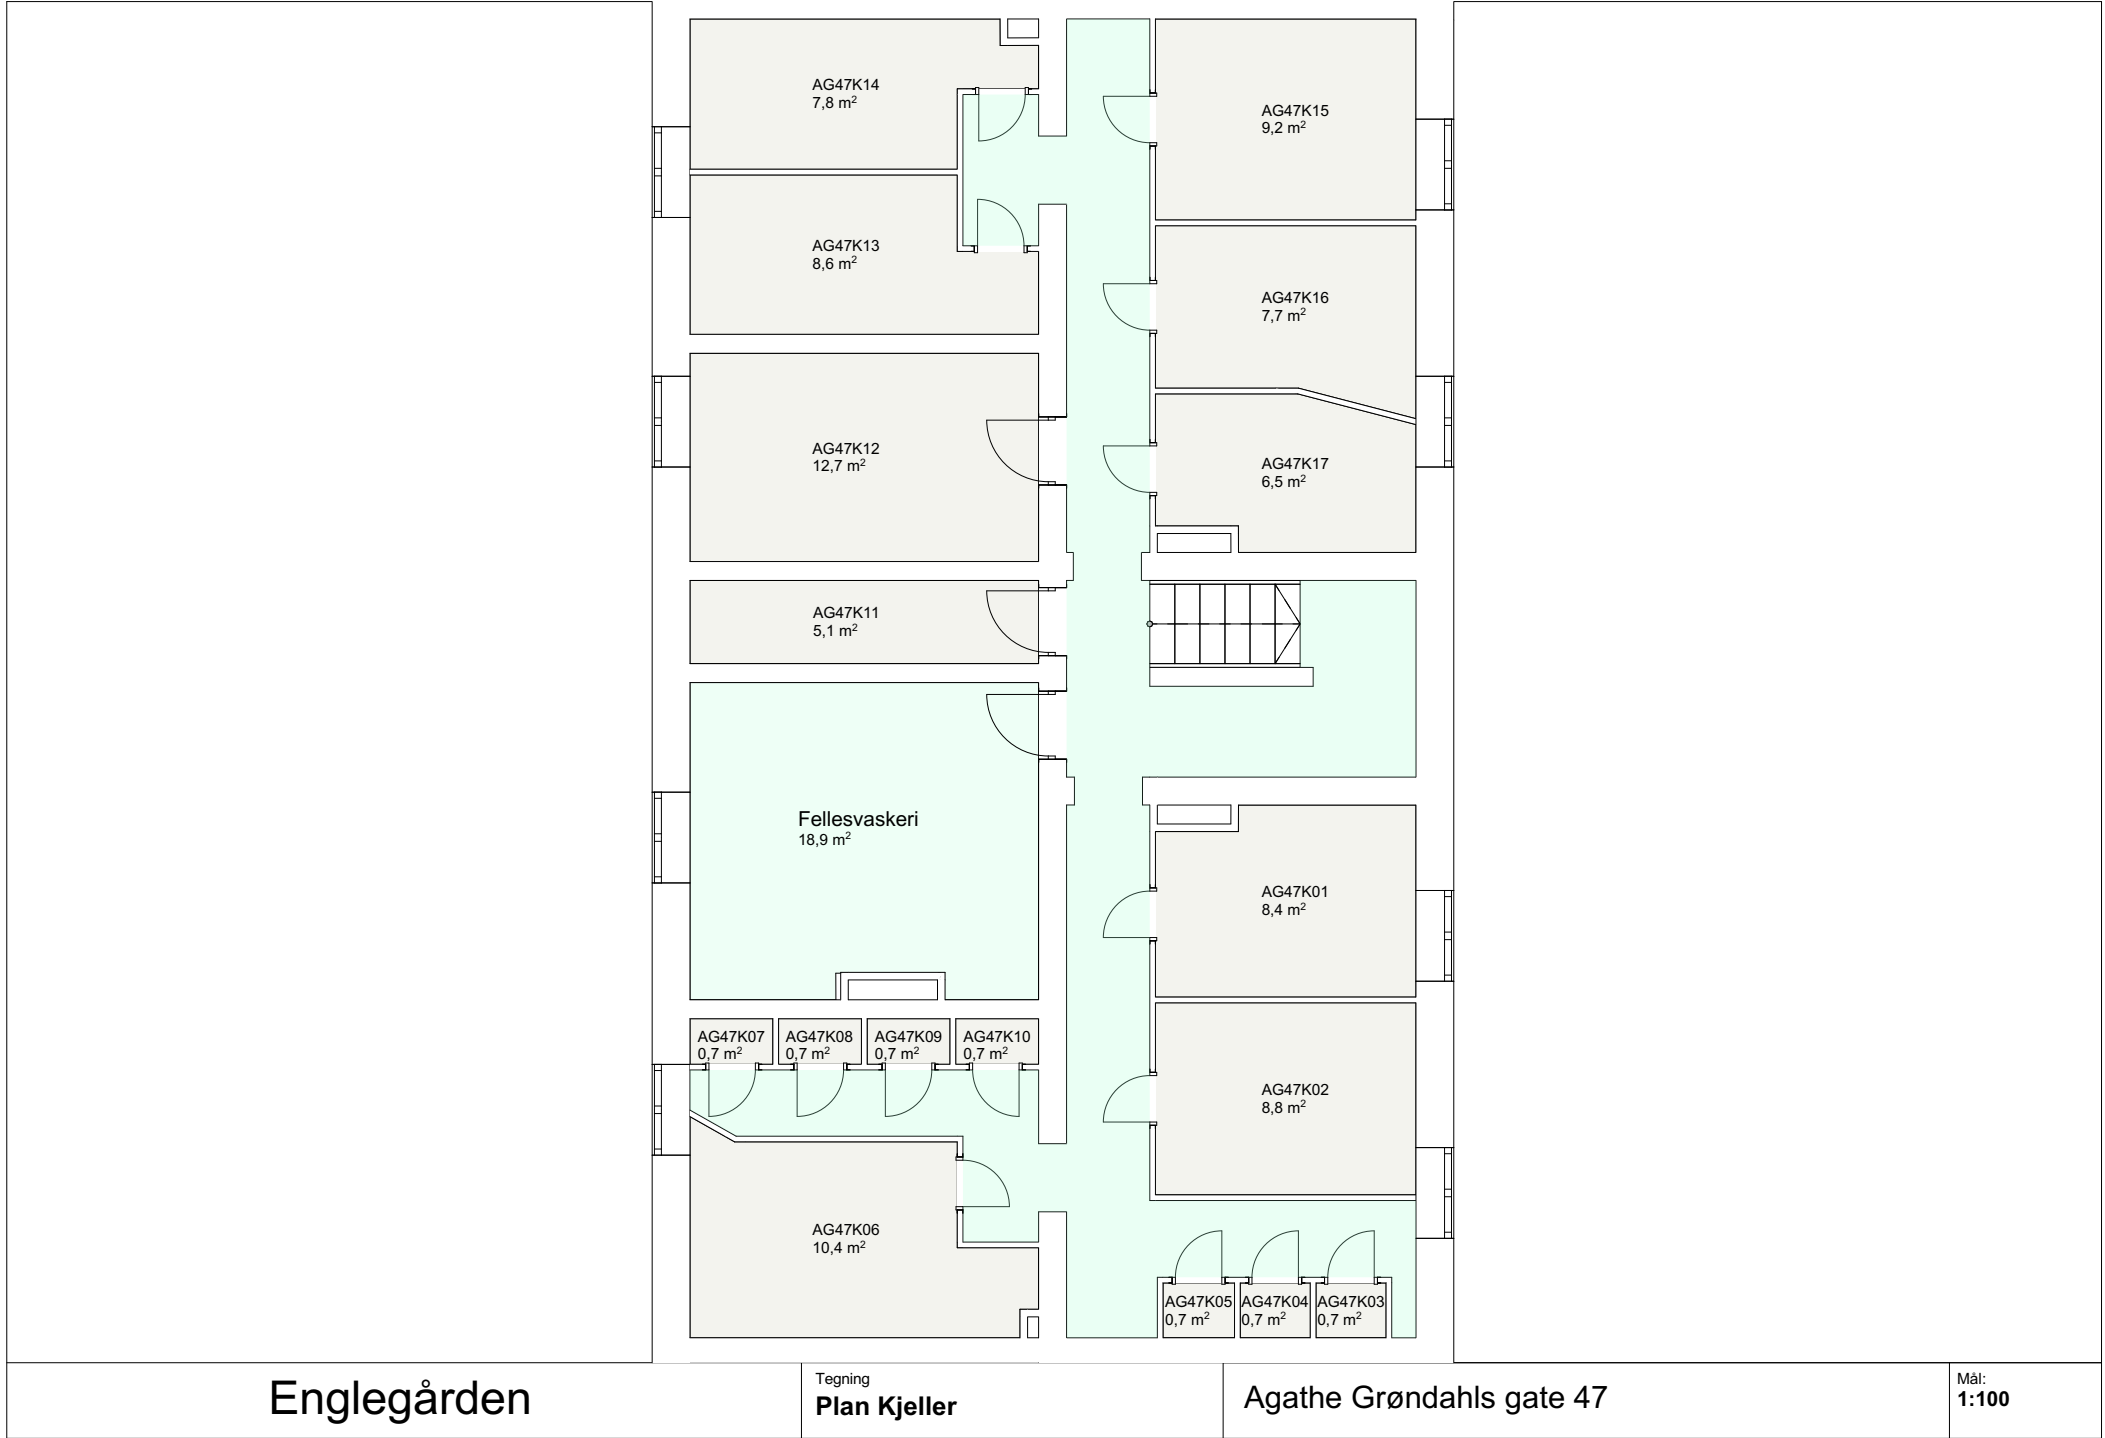 AG47K14
7,8 m²
AG47K15
9,2 m²
AG47K13
8,6 m²
AG47K16
7,7 m²
AG47K12
12,7 m²
AG47K17
6,5 m²
AG47K11
5,1 m²
Fellesvaskeri
18,9 m²
AG47K01
8,4 m²
AG47K07
0,7 m²
AG47K08
0,7 m²
AG47K09
0,7 m²
AG47K10
0,7 m²
AG47K02
8,8 m²
AG47K06
10,4 m²
AG47K05
0,7 m²
AG47K04
0,7 m²
AG47K03
0,7 m²
Englegården
Tegning
Plan Kjeller
Agathe Grøndahls gate 47
Mål:
1:100